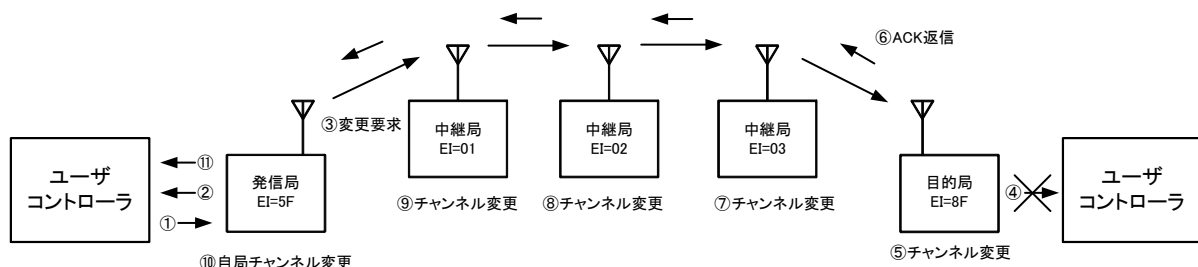 ⑥ACK返信
③変更要求
中継局
EI=01
中継局
EI=02
中継局
EI=03
ユーザ
コントローラ
⑪
②
①
発信局
EI=5F
目的局
EI=8F
④
ユーザ
コントローラ
⑨チャンネル変更
⑧チャンネル変更
⑦チャンネル変更
⑤チャンネル変更
⑩自局チャンネル変更